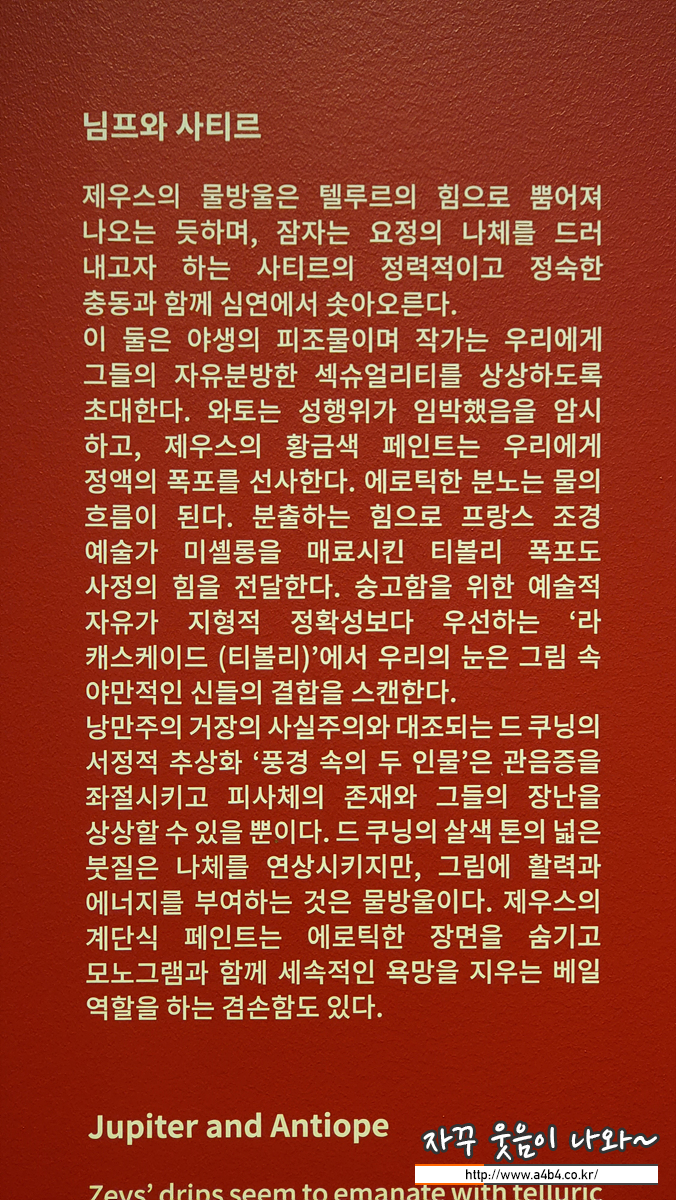 님프와 사티르
제우스의 물방울은 텔루르의 힘으로 뿜어져
나오는 듯하며, 잠자는 요정의 나체를 드러
내고자 하는 사티르의 정력적이고 정숙한
충동과 함께 심연에서 솟아오른다.
이 둘은 야생의 피조물이며 작가는 우리에게
그들의 자유분방한 섹슈얼리티를 상상하도록
초대한다. 와토는 성행위가 임박했음을 암시
하고, 제우스의 황금색 페인트는 우리에게
정액의 폭포를 선사한다. 에로틱한 분노는 물의
흐름이 된다. 분출하는 힘으로 프랑스 조경
예술가 미셸롱을 매료시킨 티볼리 폭포도
사정의 힘을 전달한다. 숭고함을 위한 예술적
자유가 지형적 정확성보다 우선하는 ‘라
캐스케이드 (티볼리)’에서 우리의 눈은 그림 속
야만적인 신들의 결합을 스캔한다.
낭만주의 거장의 사실주의와 대조되는 드 쿠닝의
서정적 추상화 ‘풍경 속의 두 인물’은 관음증을
좌절시키고 피사체의 존재와 그들의 장난을
상상할 수 있을 뿐이다. 드 쿠닝의 살색 톤의 넓은
붓질은 나체를 연상시키지만, 그림에 활력과
에너지를 부여하는 것은 물방울이다. 제우스의
계단식 페인트는 에로틱한 장면을 숨기고
모노그램과 함께 세속적인 욕망을 지우는 베일
역할을 하는 겸손함도 있다.
Jupiter and Antiope
Zevs’ drips seem to emanate with telluric
자꾸 웃음이 나와~
http://www.a4b4.co.kr/